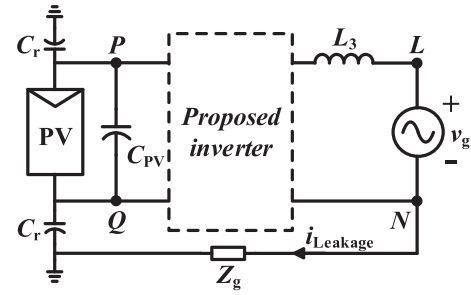 Cr P L3 L
PV CPV Proposed inverter + vg -
Cr Q N
iLeakage
Zg